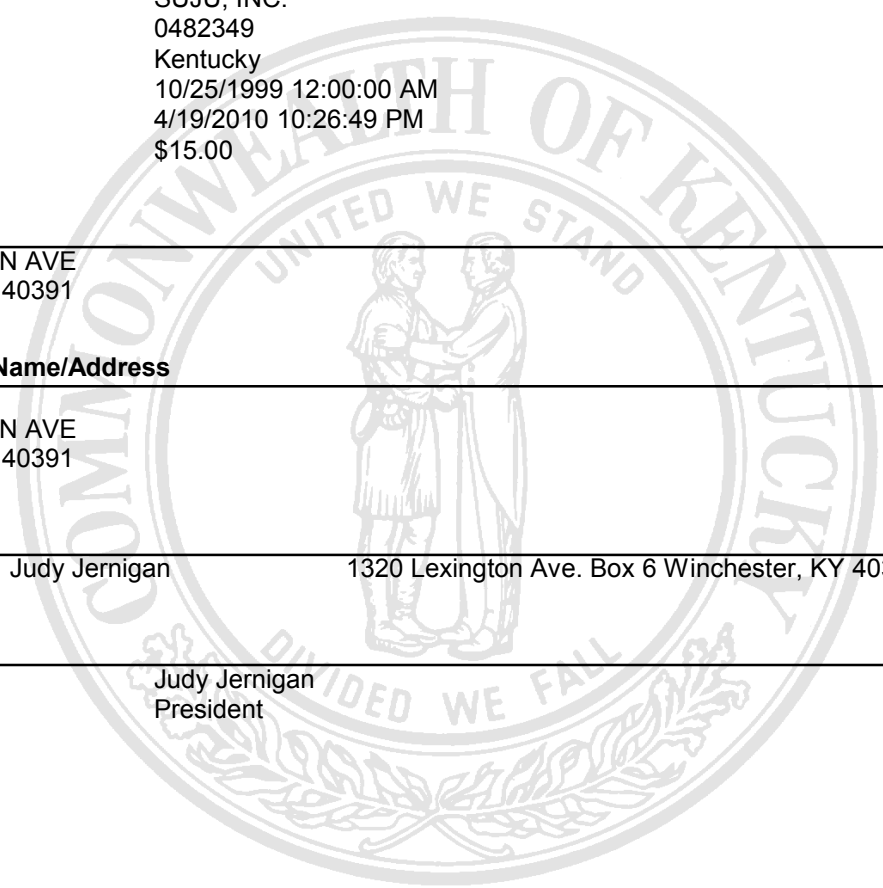 SUJU, INC.
0482349
Kentucky
10/25/1999 12:00:00 AM
4/19/2010 10:26:49 PM
$15.00
COMMONWEALTH OF KENTUCKY
UNITED WE STAND
N AVE
40391
Name/Address
N AVE
40391
Judy Jernigan 1320 Lexington Ave. Box 6 Winchester, KY
Judy Jernigan
President
DIVIDED WE FALL